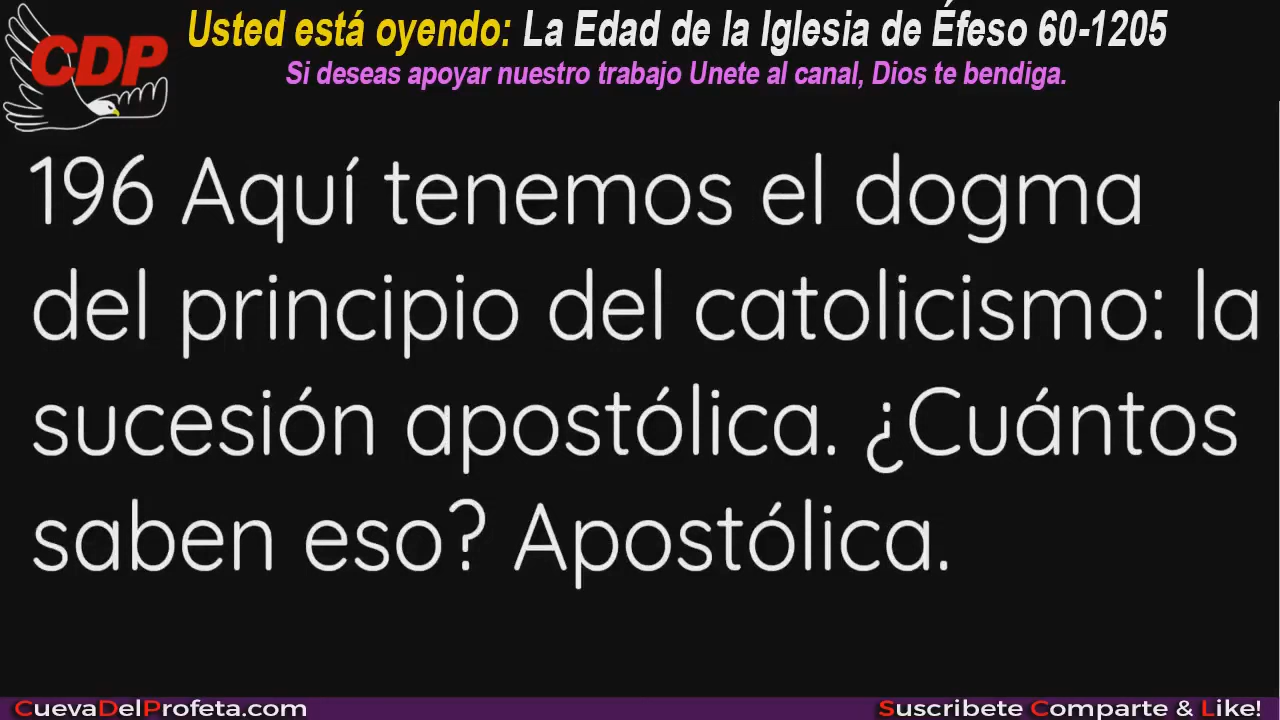 CDP
Usted está oyendo: La Edad de la Iglesia de Éfeso 60-1205
Si deseas apoyar nuestro trabajo Unete al canal, Dios te bendiga.
196 Aquí tenemos el dogma
del principio del catolicismo: la
sucesión apostólica. ¿Cuántos
saben eso? Apostólica.
CuevaDelProfeta.com
Suscribete Comparte & Like!